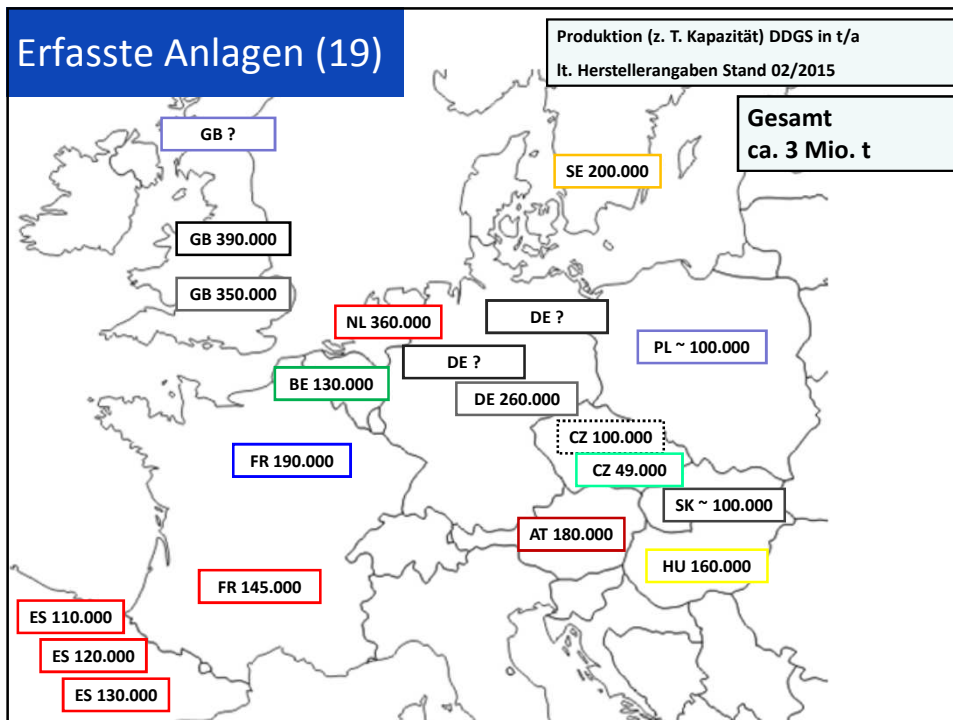 Erfasste Anlagen (19)
Produktion (z. T. Kapazität) DDGS in t/a
lt. Herstellerangaben Stand 02/2015
Gesamt
ca. 3 Mio. t
GB ?
SE 200.000
GB 390.000
GB 350.000
NL 360.000
DE ?
PL ~ 100.000
DE ?
BE 130.000
DE 260.000
CZ 100.000
FR 190.000
CZ 49.000
SK ~ 100.000
AT 180.000
HU 160.000
FR 145.000
ES 110.000
ES 120.000
ES 130.000